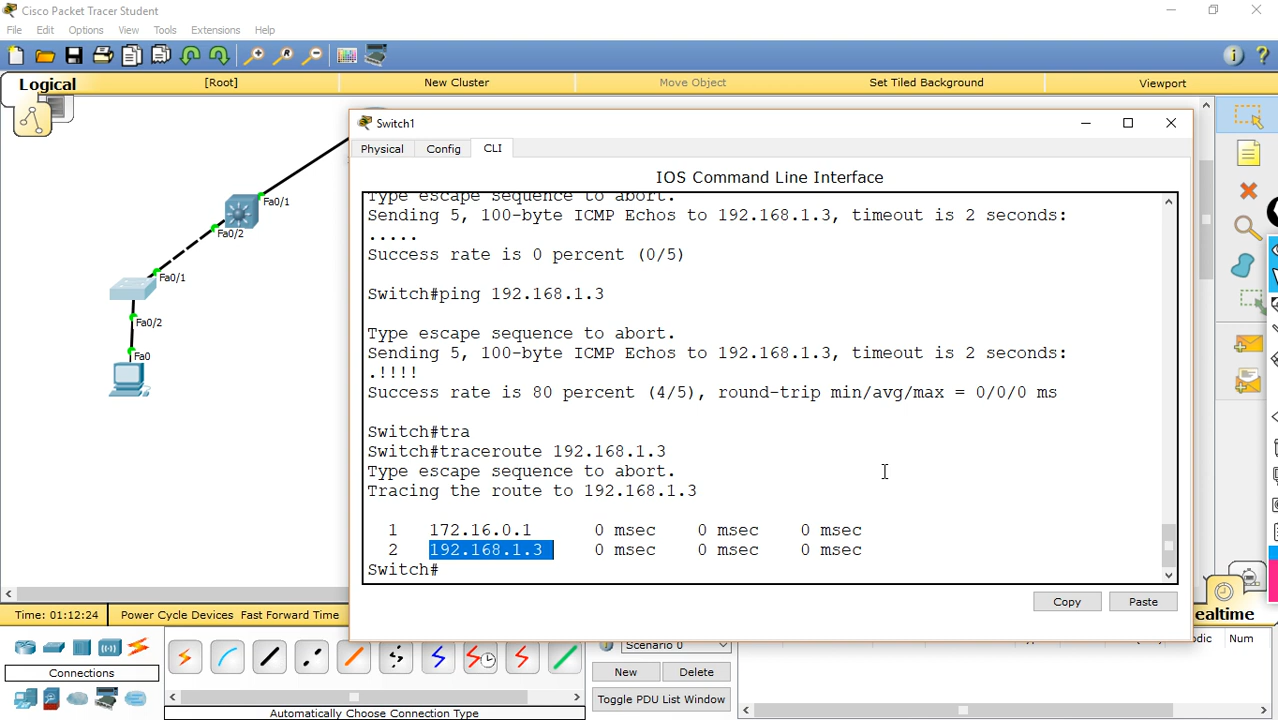 Cisco Packet Tracer Student
File Edit Options View Tools Extensions Help
Logical [Root] New Cluster Move Object Set Tiled Background Viewport
Switch1
Physical Config CLI
IOS Command Line Interface
Type escape sequence to abort.
Sending 5, 100-byte ICMP Echos to 192.168.1.3, timeout is 2 seconds:
.....
Success rate is 0 percent (0/5)
Switch#ping 192.168.1.3
Type escape sequence to abort.
Sending 5, 100-byte ICMP Echos to 192.168.1.3, timeout is 2 seconds:
.!!!!
Success rate is 80 percent (4/5), round-trip min/avg/max = 0/0/0 ms
Switch#tra
Switch#traceroute 192.168.1.3
Type escape sequence to abort.
Tracing the route to 192.168.1.3
1 172.16.0.1 0 msec 0 msec 0 msec
2 192.168.1.3 0 msec 0 msec 0 msec
Switch#
Copy Paste
Fa0/1
Fa0/2
Fa0/1
Fa0/2
Fa0
Time: 01:12:24 Power Cycle Devices Fast Forward Time
ealtime
Connections
Automatically Choose Connection Type
Scenario 0
New Delete
Toggle PDU List Window
odic Num